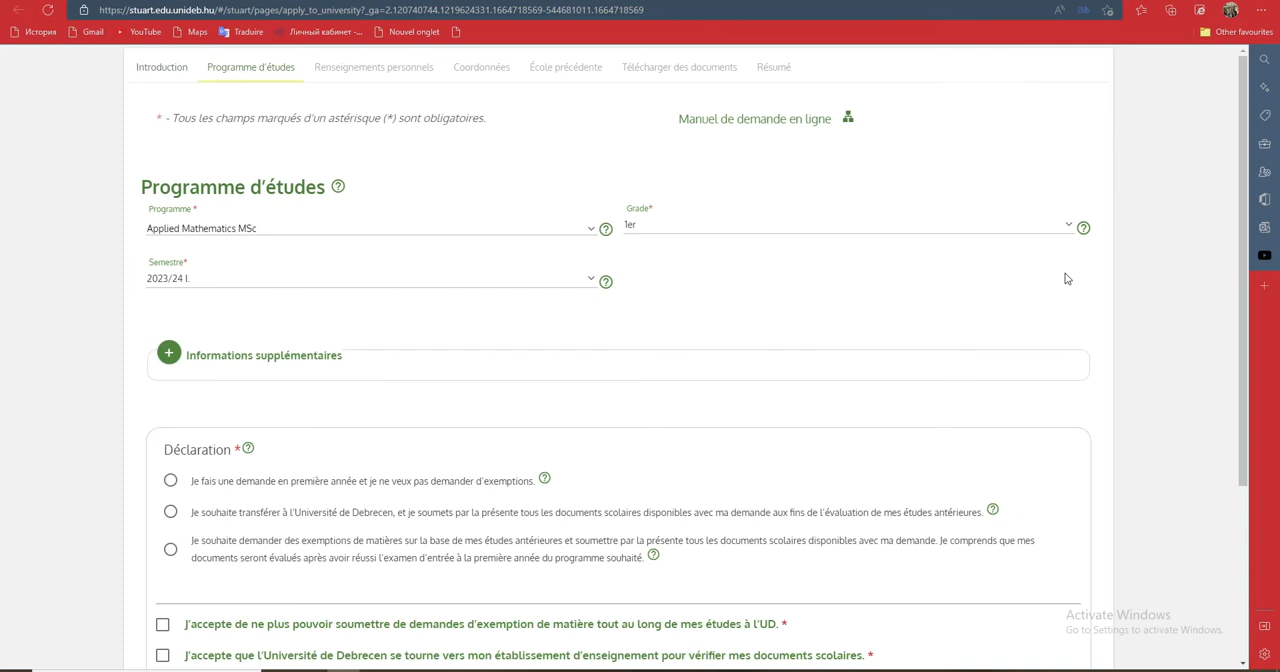 https://stuart.edu.unideb.hu/#/stuart/pages/apply_to_university?_ga=2.120740744.1219624331.1664718569-544681011.1664718569
История Gmail YouTube Maps Traduire Личный кабинет -... Nouvel onglet Other favourites
Introduction Programme d'études Renseignements personnels Coordonnées École précédente Télécharger des documents Résumé
* - Tous les champs marqués d'un astérisque (*) sont obligatoires. Manuel de demande en ligne
Programme d'études
Programme * Grade*
Applied Mathematics MSc 1er
Semestre*
2023/24 I.
Informations supplémentaires
Déclaration *
Je fais une demande en première année et je ne veux pas demander d'exemptions.
Je souhaite transférer à l'Université de Debrecen, et je soumets par la présente tous les documents scolaires disponibles avec ma demande aux fins de l'évaluation de mes études antérieures.
Je souhaite demander des exemptions de matières sur la base de mes études antérieures et soumettre par la présente tous les documents scolaires disponibles avec ma demande. Je comprends que mes
documents seront évalués après avoir réussi l'examen d'entrée à la première année du programme souhaité.
Activate Windows
J'accepte de ne plus pouvoir soumettre de demandes d'exemption de matière tout au long de mes études à l'UD. *
Go to Settings to activate Windows.
J'accepte que l'Université de Debrecen se tourne vers mon établissement d'enseignement pour vérifier mes documents scolaires. *